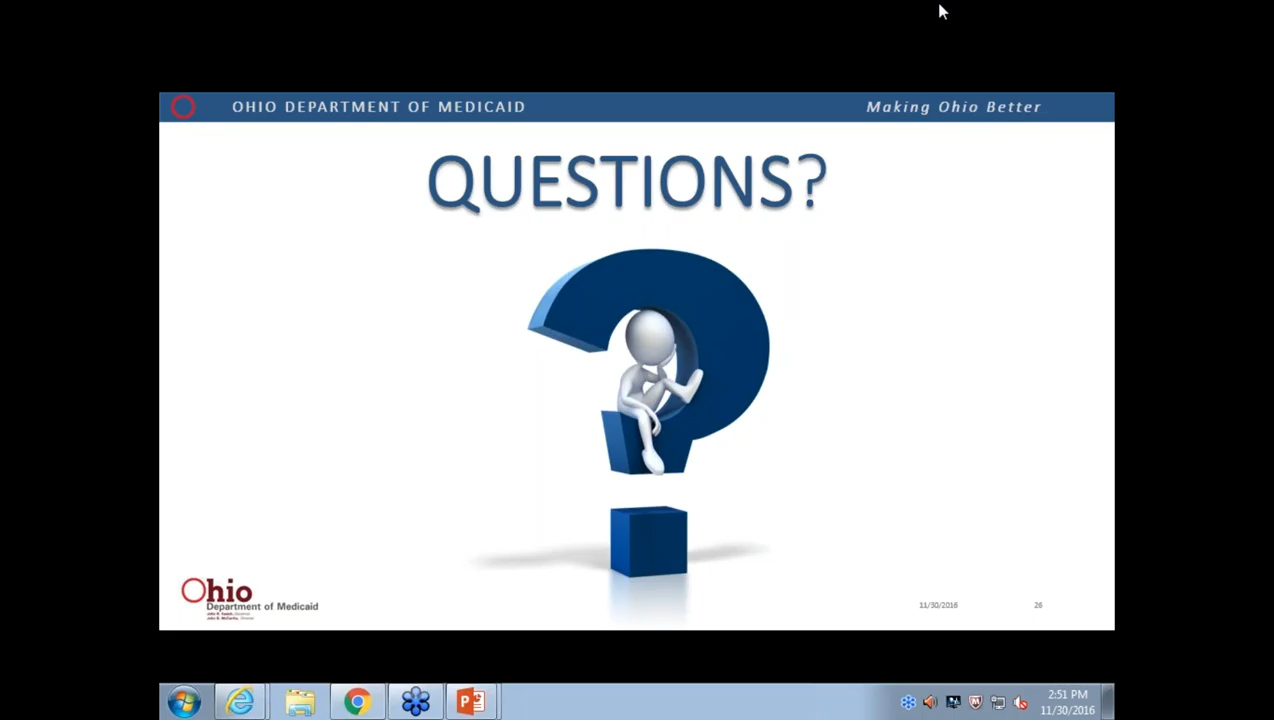 OHIO DEPARTMENT OF MEDICAID
Making Ohio Better
QUESTIONS?
Ohio
Department of Medicaid
11/30/2016
26
2:51 PM
11/30/2016